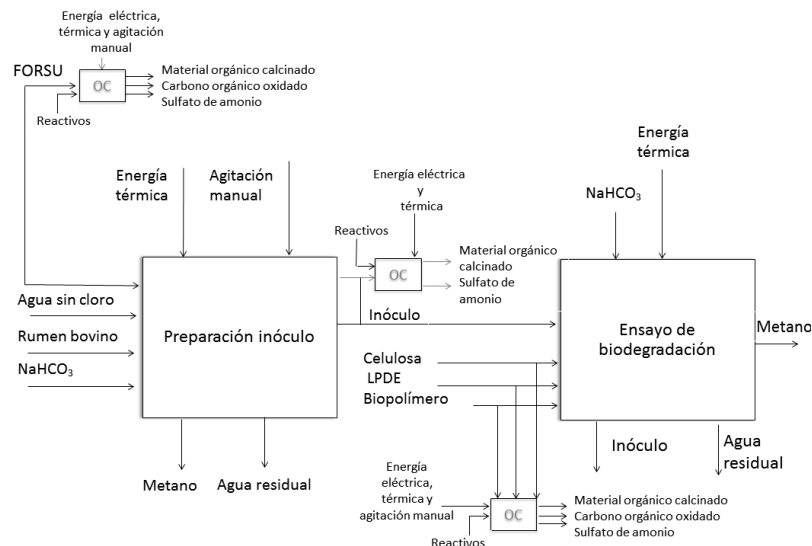 Energía eléctrica,
térmica y agitación
manual
FORSU
OC
Material orgánico calcinado
Carbono orgánico oxidado
Sulfato de amonio
Reactivos
Energía
térmica
Agitación
manual
Energía eléctrica
y
térmica
Energía
térmica
NaHCO₃
Reactivos
OC
Material orgánico
calcinado
Sulfato de
amonio
Agua sin cloro
Rumen bovino
NaHCO₃
Preparación inóculo
Inóculo
Ensayo de
biodegradación
Metano
Celulosa
LPDE
Biopolímero
Metano
Agua residual
Inóculo
Agua
residual
Energía
eléctrica,
térmica y
agitación manual
Reactivos
OC
Material orgánico calcinado
Carbono orgánico oxidado
Sulfato de amonio